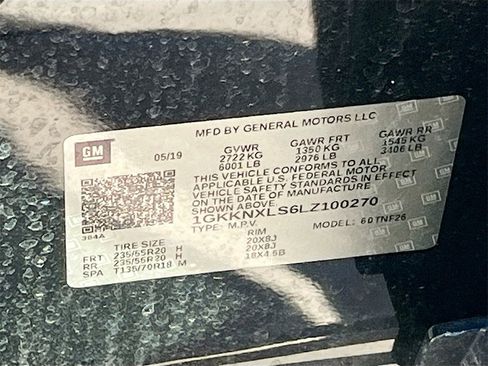 MFD BY GENERAL MOTORS LLC
GM
05/19 GVWR GAWR FRT GAWR RR
2722 KG 1350 KG 1545 KG
6001 LB 2976 LB 3406 LB
THIS VEHICLE CONFORMS TO ALL
APPLICABLE U.S. FEDERAL MOTOR
VEHICLE SAFETY STANDARDS IN EFFECT
ON THE DATE OF MANUFACTURE
SHOWN ABOVE.
1GKKNXLS6LZ100270
TYPE: M.P.V. MODEL: 60TNF26
384A
TIRE SIZE RIM
FRT 235/55R20 H 20X8J
RR. 235/55R20 H 20X8J
SPA T135/70R18 M 18X4.5B